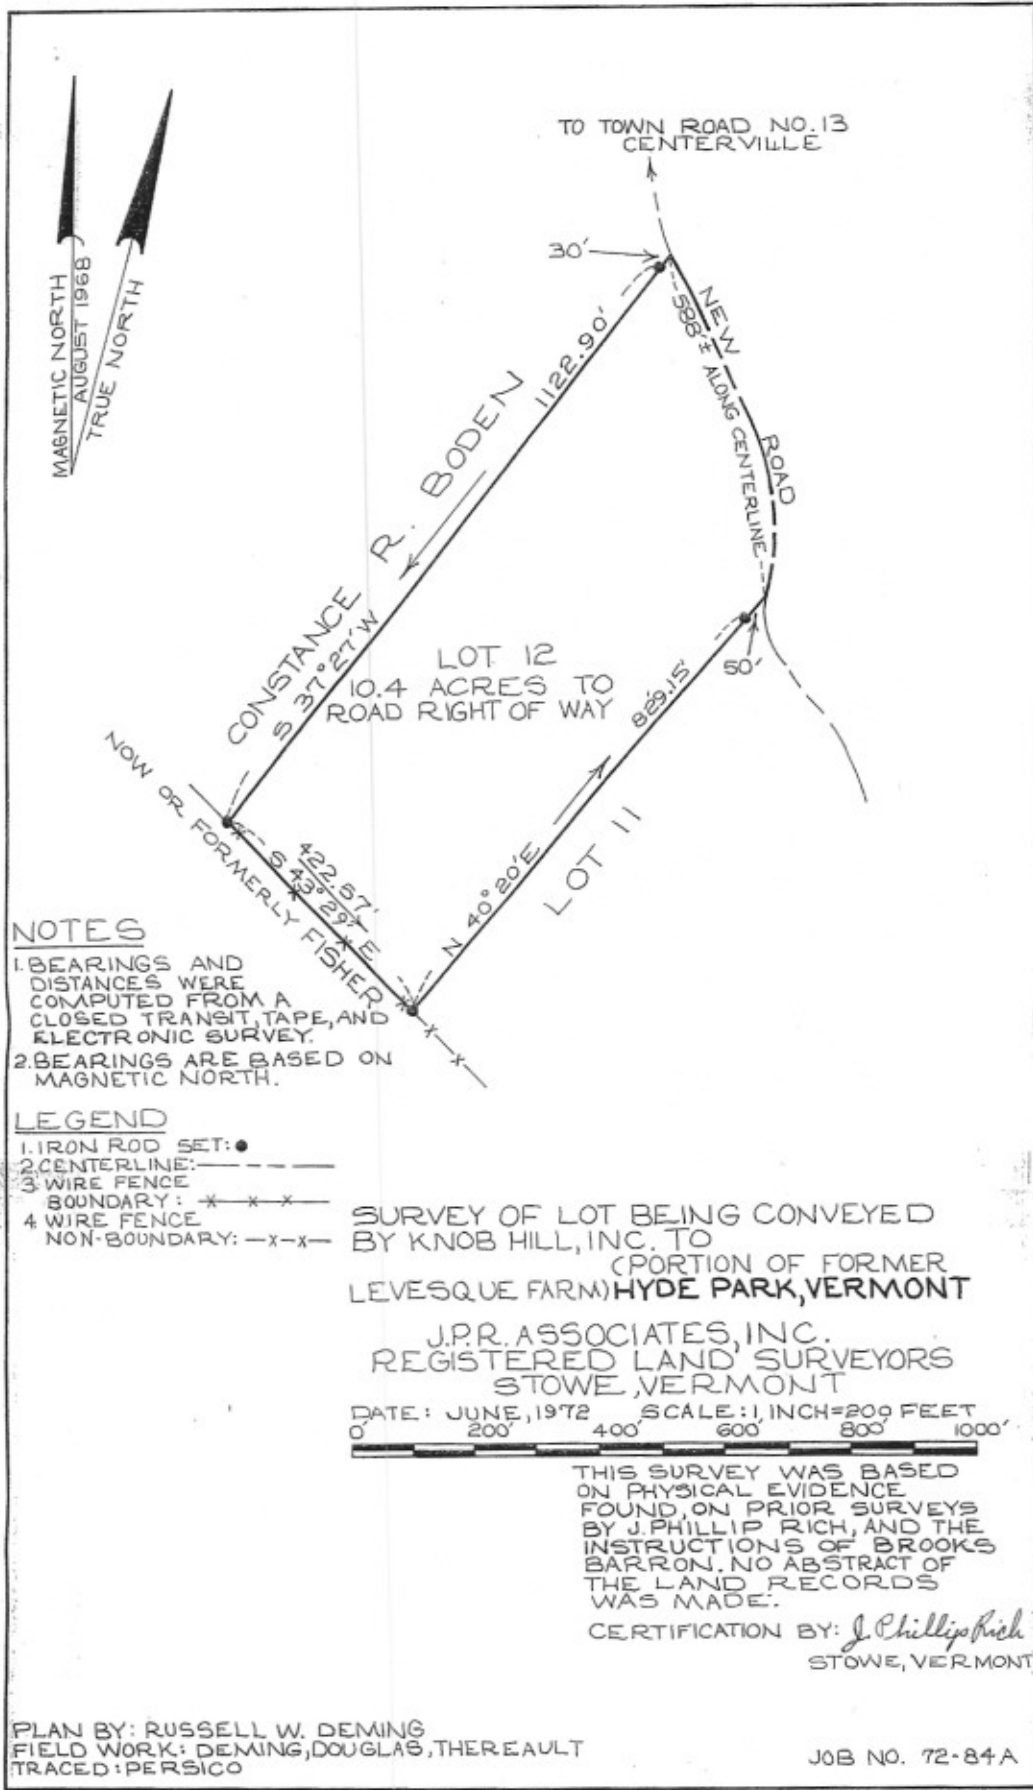 TO TOWN ROAD NO. 13
CENTERVILLE
MAGNETIC NORTH
AUGUST 1968
TRUE NORTH
30'
NEW ROAD
588'± ALONG CENTERLINE
1122.90'
CONSTANCE R. BODEN
S 37°27'W
LOT 12
10.4 ACRES TO
ROAD RIGHT OF WAY
50'
829.15'
N 40°20'E
LOT 11
NOW OR FORMERLY FISHER
422.57'
S 43°29' E
NOTES
1. BEARINGS AND
DISTANCES WERE
COMPUTED FROM A
CLOSED TRANSIT, TAPE, AND
ELECTRONIC SURVEY.
2. BEARINGS ARE BASED ON
MAGNETIC NORTH.
LEGEND
1. IRON ROD SET:
2. CENTERLINE:
3. WIRE FENCE
BOUNDARY:
4. WIRE FENCE
NON-BOUNDARY:
SURVEY OF LOT BEING CONVEYED
BY KNOB HILL, INC. TO
(PORTION OF FORMER
LEVESQUE FARM) HYDE PARK, VERMONT
J.P.R. ASSOCIATES, INC.
REGISTERED LAND SURVEYORS
STOWE, VERMONT
DATE: JUNE, 1972 SCALE: 1 INCH=200 FEET
0' 200' 400' 600' 800' 1000'
THIS SURVEY WAS BASED
ON PHYSICAL EVIDENCE
FOUND, ON PRIOR SURVEYS
BY J. PHILLIP RICH, AND THE
INSTRUCTIONS OF BROOKS
BARRON. NO ABSTRACT OF
THE LAND RECORDS
WAS MADE.
CERTIFICATION BY: J. Phillip Rich
STOWE, VERMONT
PLAN BY: RUSSELL W. DEMING
FIELD WORK: DEMING, DOUGLAS, THEREAULT
TRACED: PERSICO
JOB NO. 72-84A